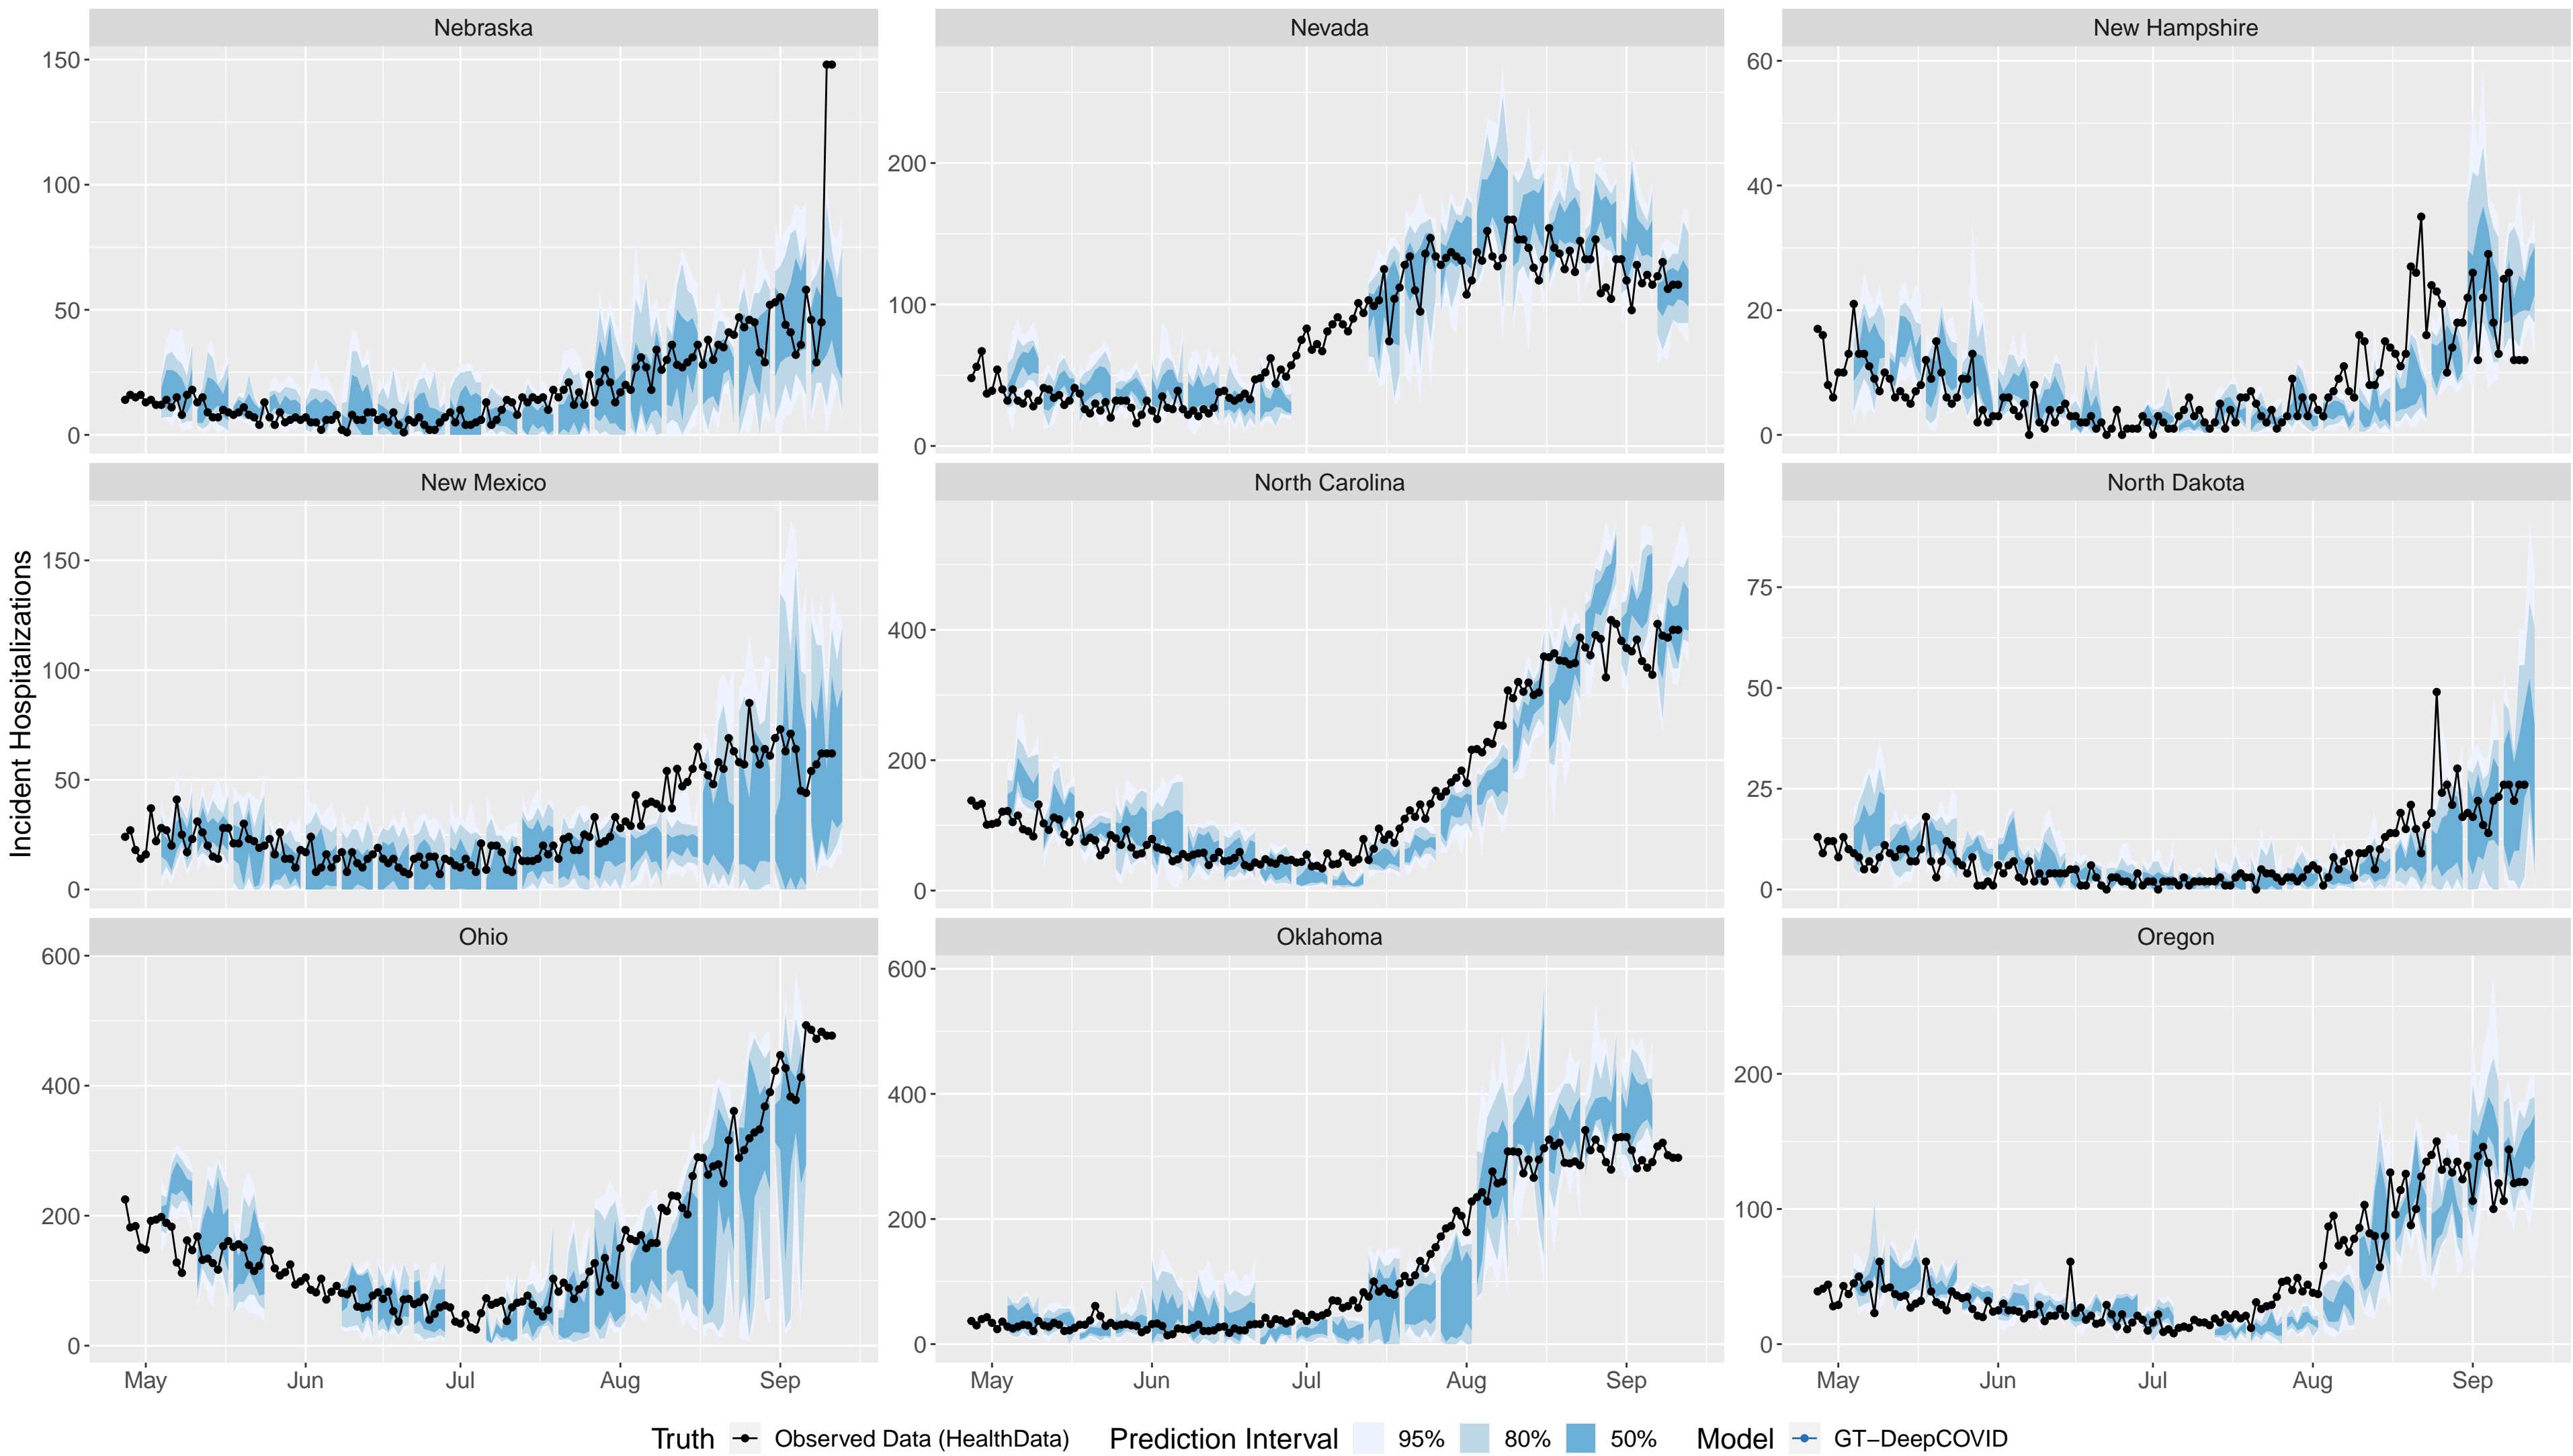 Nebraska
Nevada
New Hampshire
150
100
50
0
200
100
0
60
40
20
0
New Mexico
North Carolina
North Dakota
Incident Hospitalizations
150
100
50
0
400
200
0
75
50
25
0
Ohio
Oklahoma
Oregon
600
400
200
0
600
400
200
0
200
100
0
May Jun Jul Aug Sep
May Jun Jul Aug Sep
May Jun Jul Aug Sep
Truth Observed Data (HealthData) Prediction Interval 95% 80% 50% Model GT−DeepCOVID